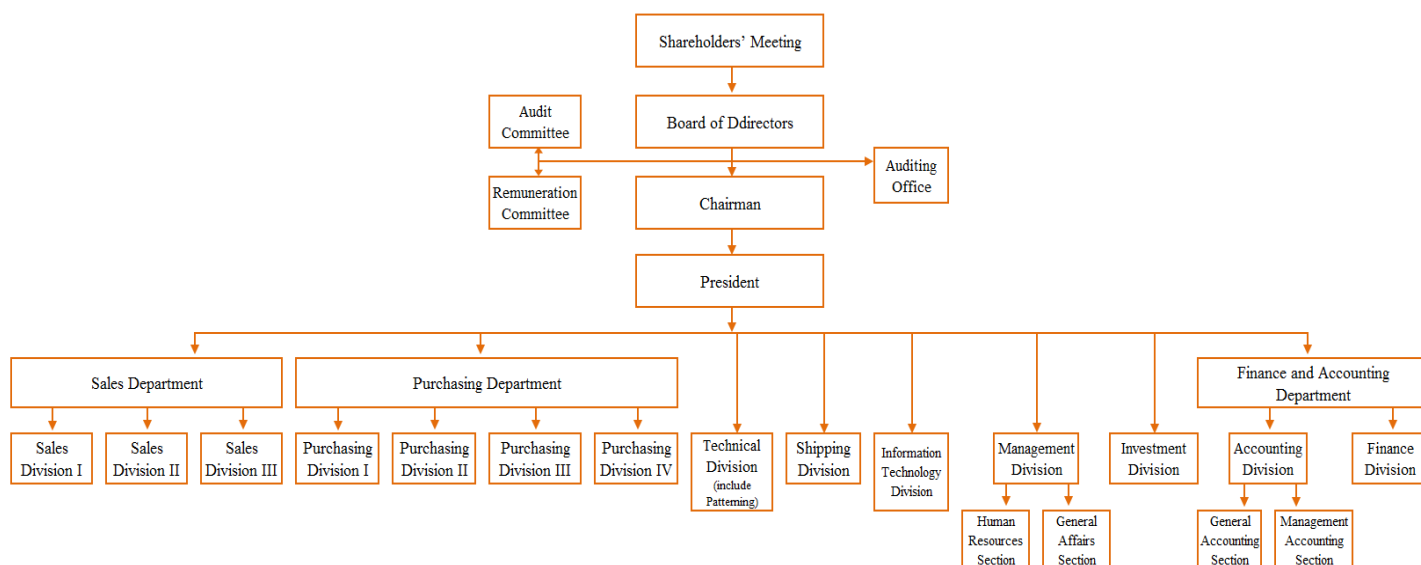 Shareholders’ Meeting
Audit
Committee
Board of Ddirectors
Auditing
Office
Remuneration
Committee
Chairman
President
Sales Department
Purchasing Department
Finance and Accounting
Department
Sales
Division I
Sales
Division II
Sales
Division III
Purchasing
Division I
Purchasing
Division II
Purchasing
Division III
Purchasing
Division IV
Technical
Division
(include
Patterning)
Shipping
Division
Information
Technology
Division
Management
Division
Investment
Division
Accounting
Division
Finance
Division
Human
Resources
Section
General
Affairs
Section
General
Accounting
Section
Management
Accounting
Section